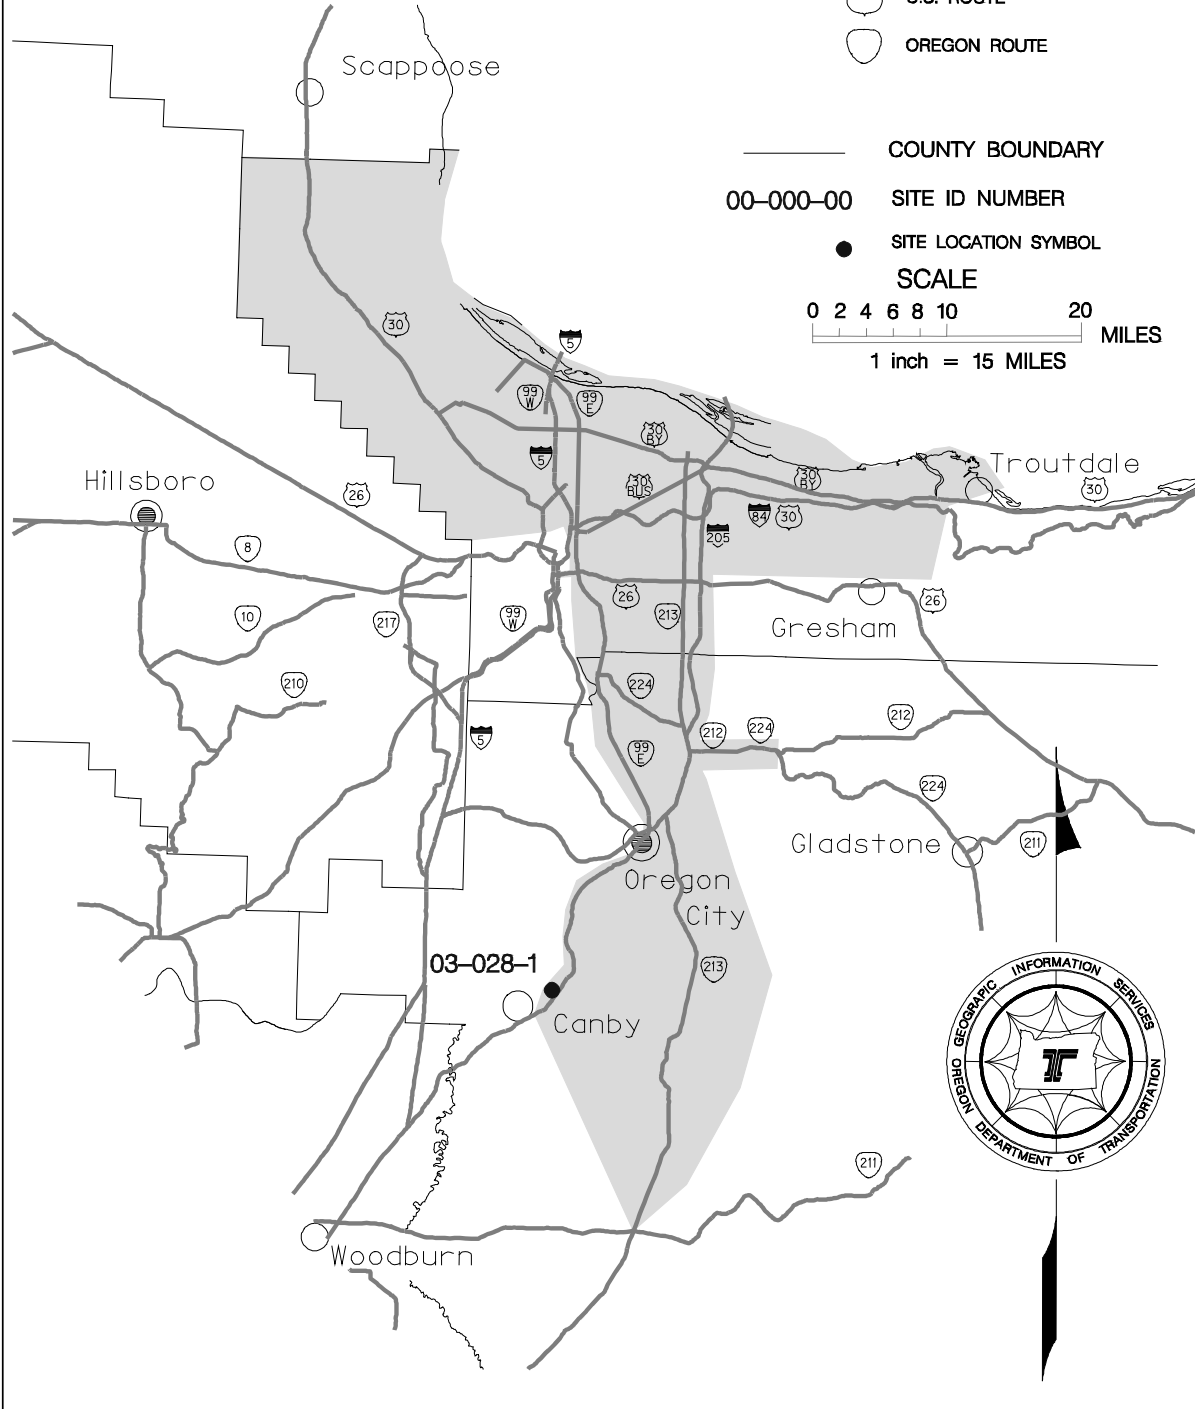 U.S. ROUTE
OREGON ROUTE
Scappoose
COUNTY BOUNDARY
00-000-00 SITE ID NUMBER
SITE LOCATION SYMBOL
SCALE
0 2 4 6 8 10 20
MILES
1 inch = 15 MILES
30
5
99 W
99 E
30 BY
5
Troutdale
Hillsboro
26
30 BUS
30 BY
30
84
30
205
8
10
217
99 W
26
213
26
Gresham
210
224
5
212
224
212
99 E
224
Gladstone
211
Oregon
City
03-028-1
213
Canby
GEOGRAPIC INFORMATION SERVICES
OREGON DEPARTMENT OF TRANSPORTATION
211
Woodburn